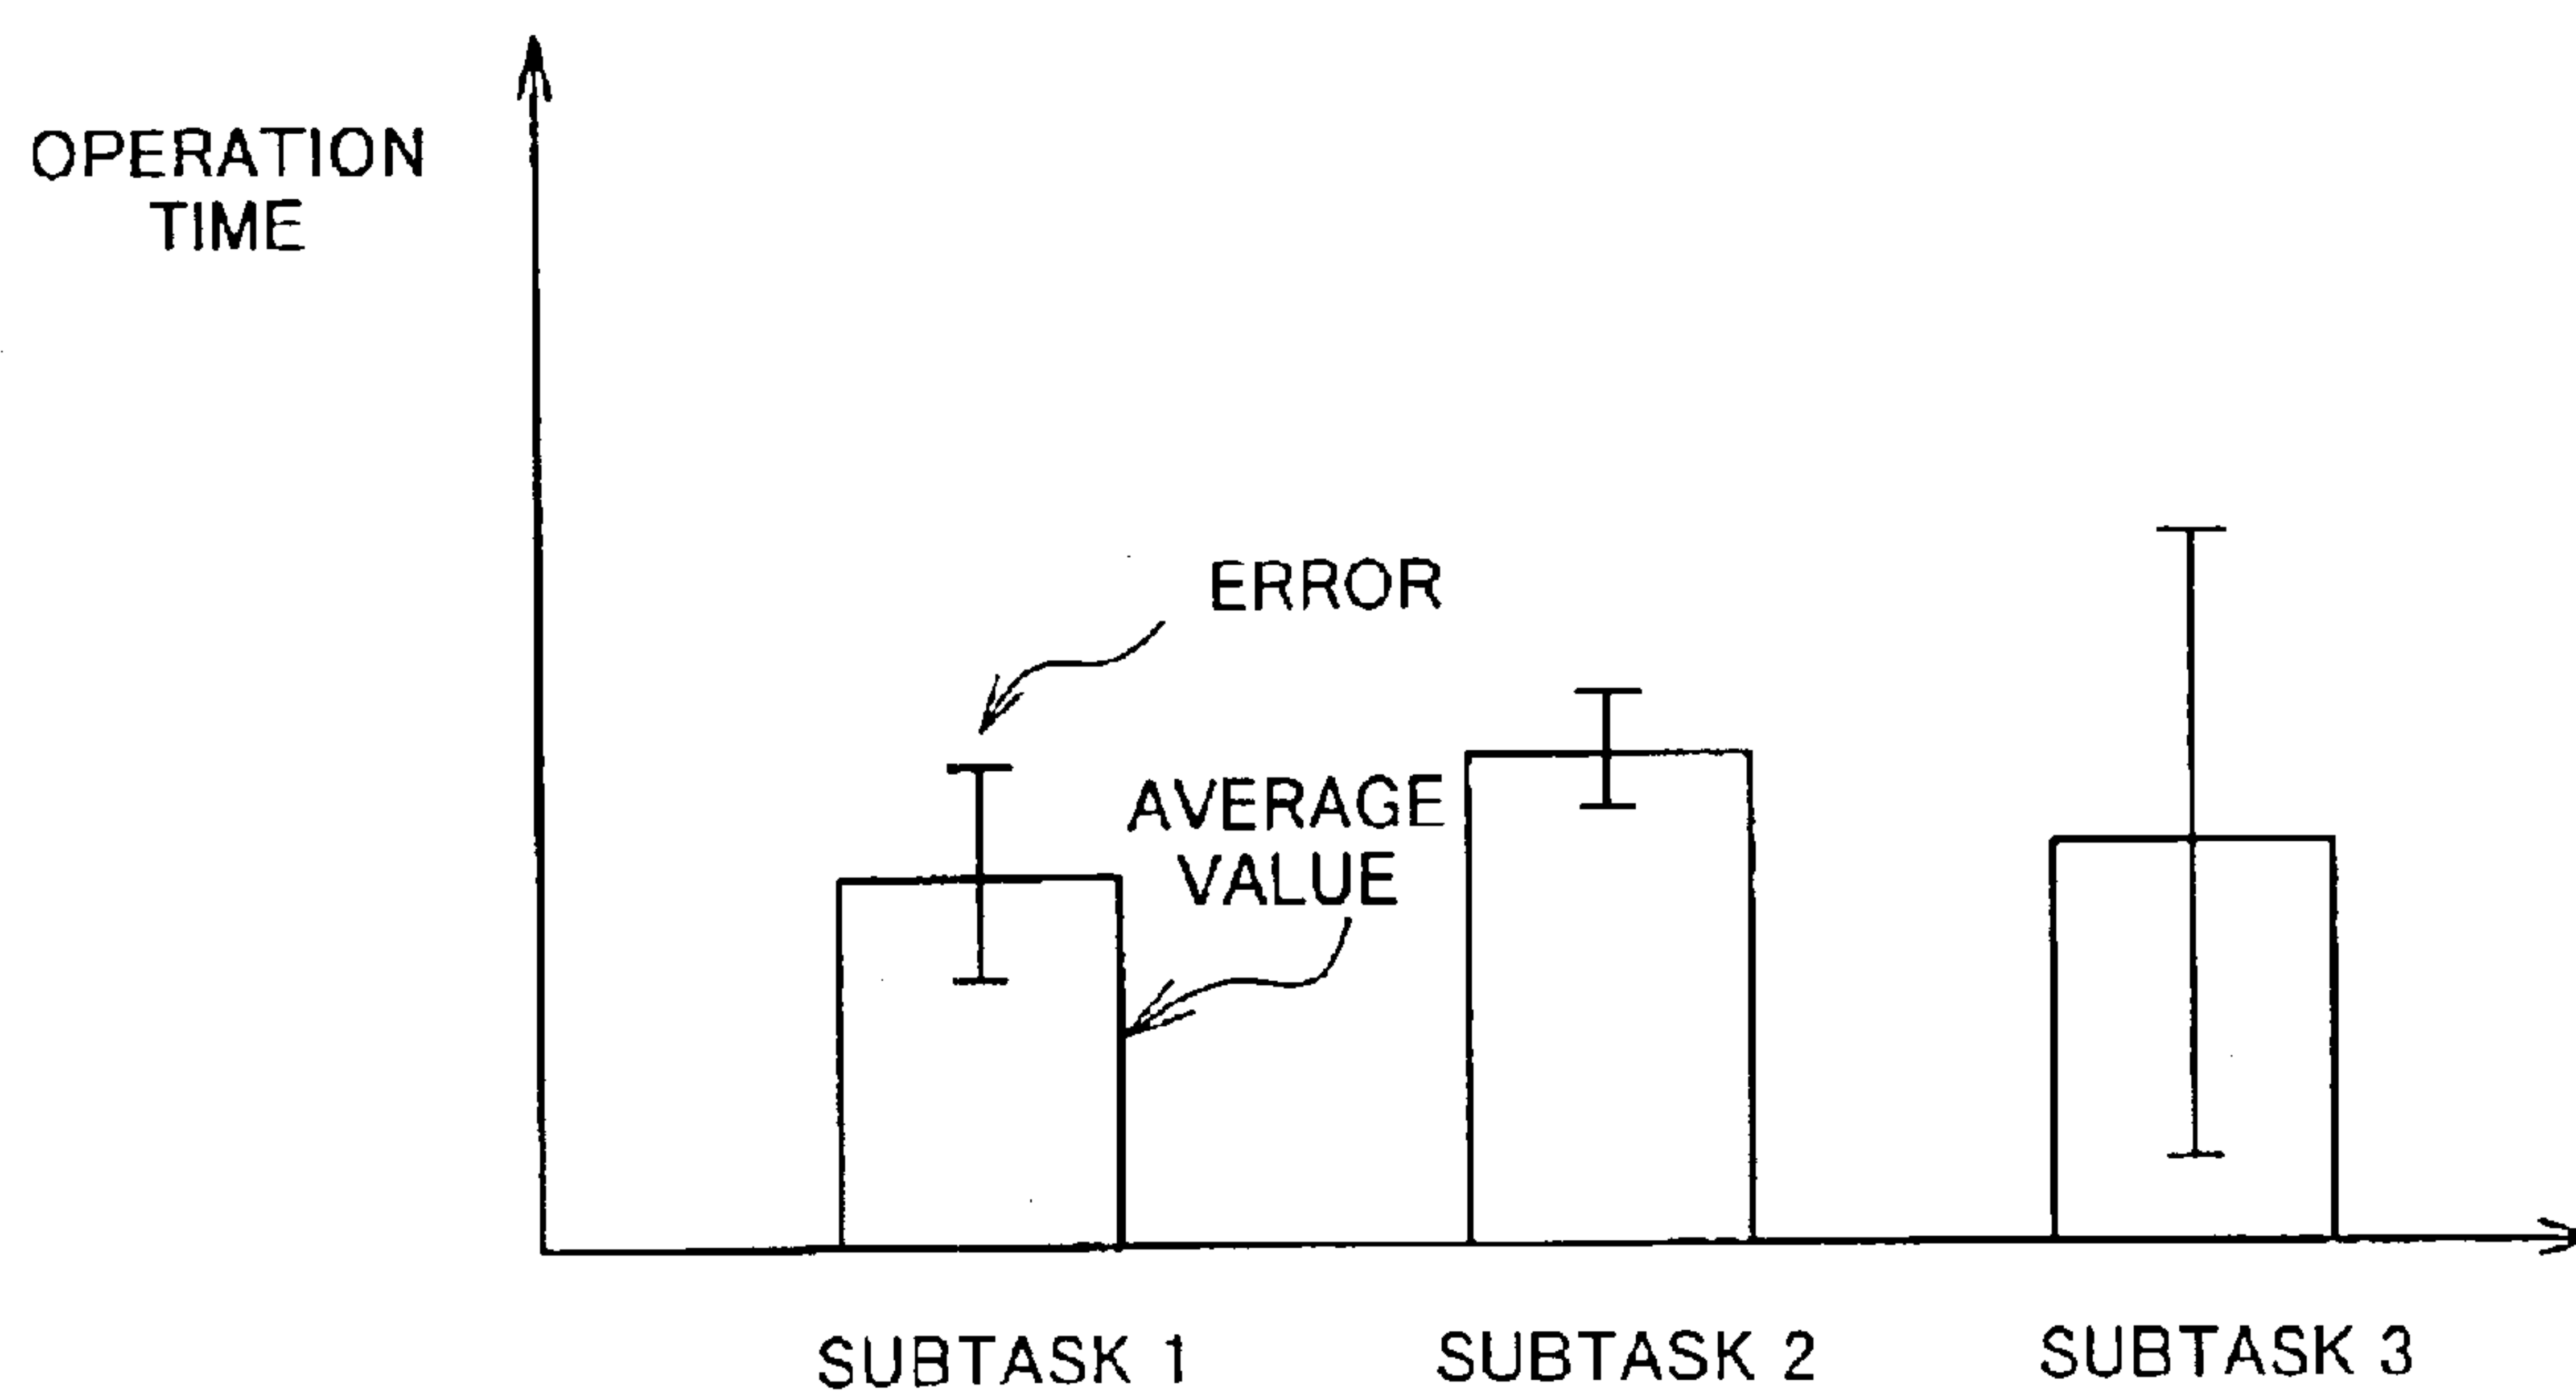 OPERATION
TIME
ERROR
AVERAGE
VALUE
SUBTASK 1
SUBTASK 2
SUBTASK 3